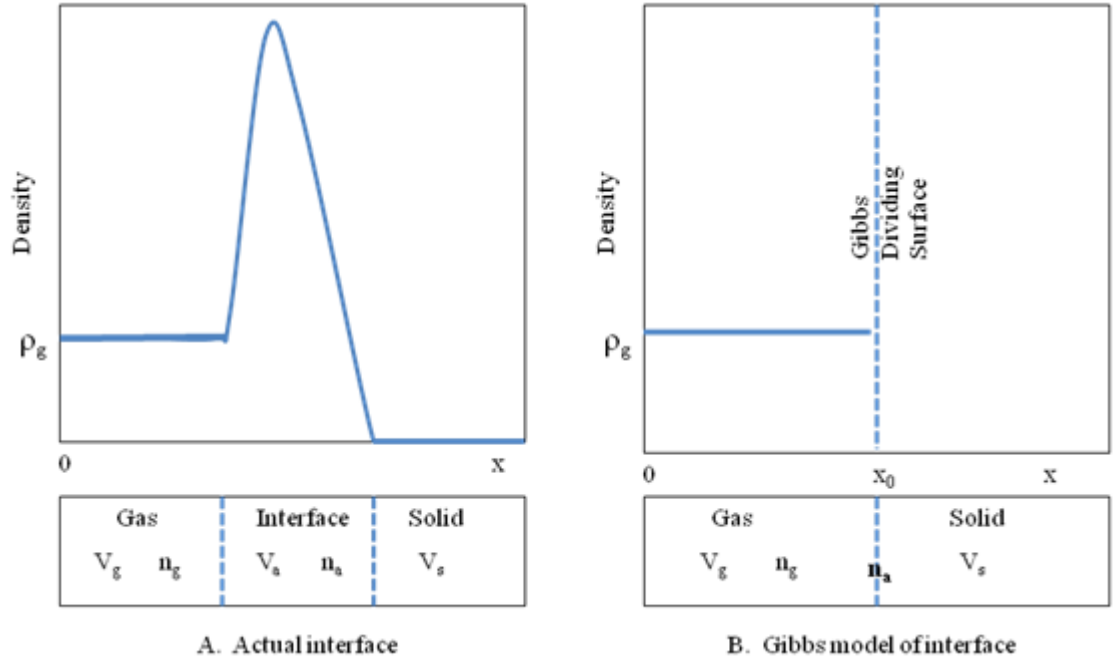 Density
ρg
0
x
Gas
Interface
Solid
Vg
ng
Va
na
Vs
A. Actual interface
Density
Gibbs
Dividing
Surface
ρg
0
x0
x
Gas
Solid
Vg
ng
na
Vs
B. Gibbs model of interface